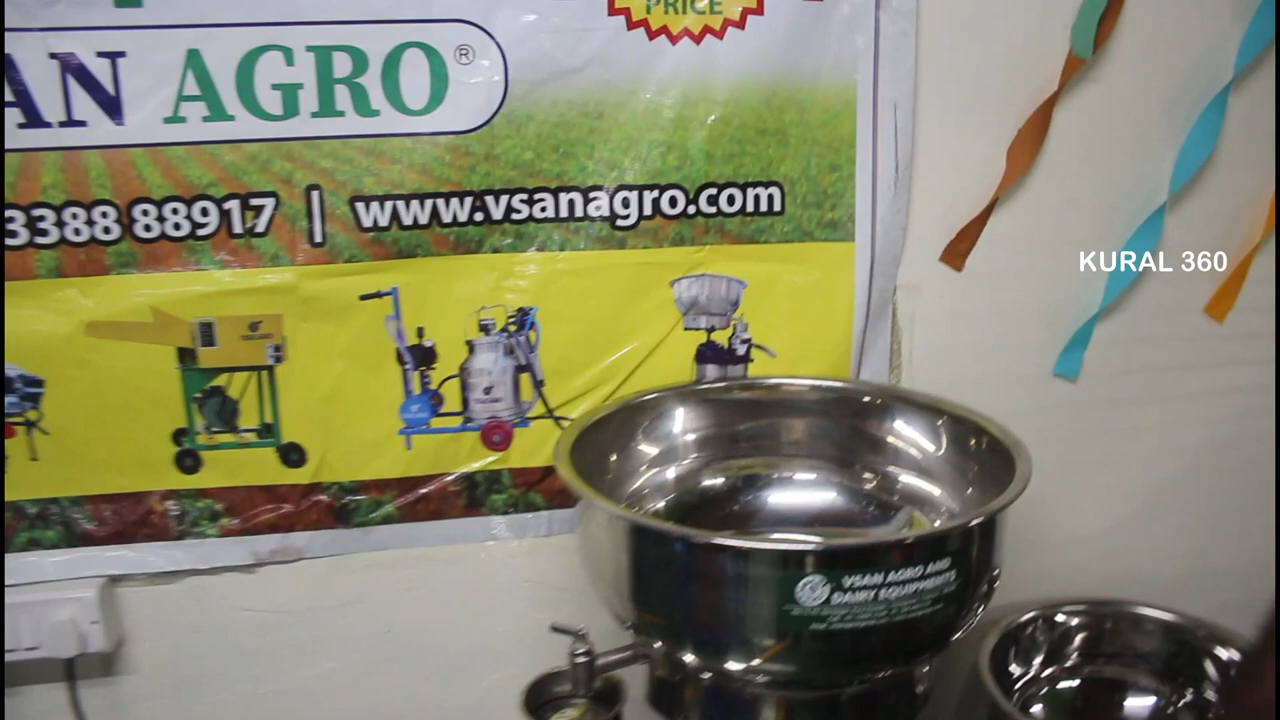 PRICE
AN AGRO®
3388 88917 | www.vsanagro.com
KURAL 360
VSAN AGRO AND
DAIRY EQUIPMENTS